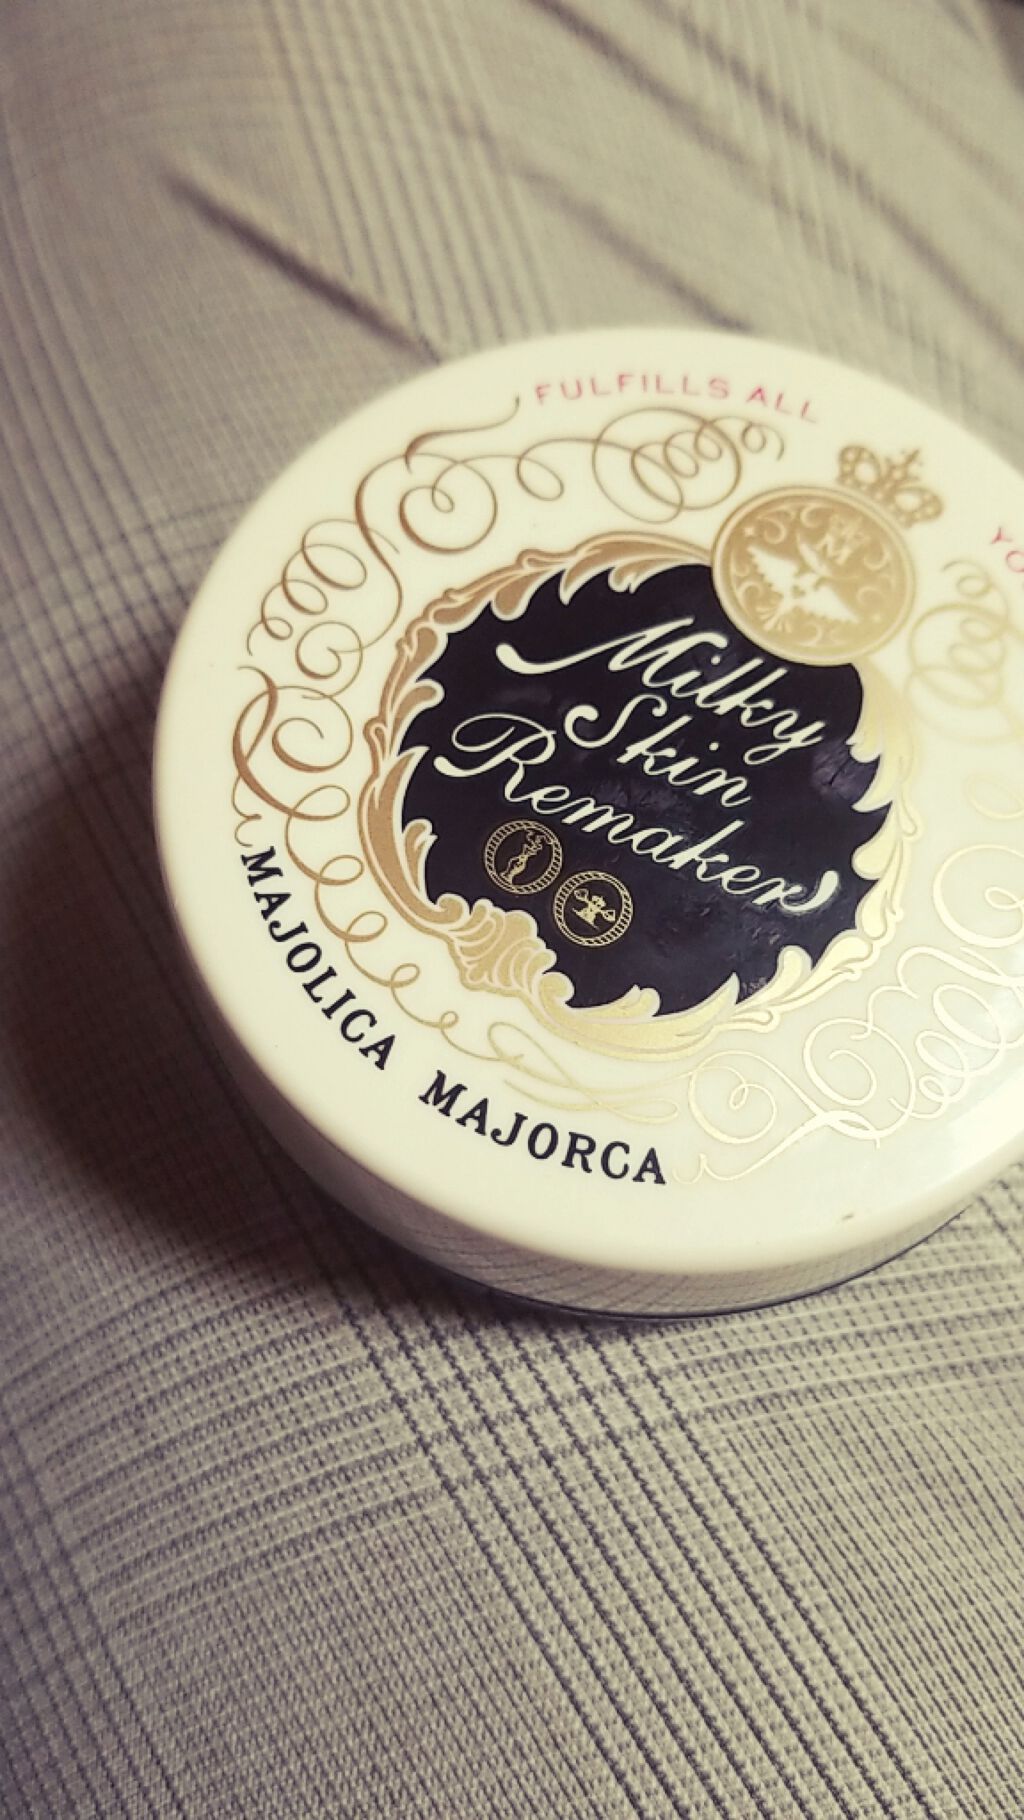 FULFILLS ALL
YO
M
Milky
Skin
Remaker
MAJOLICA MAJORCA